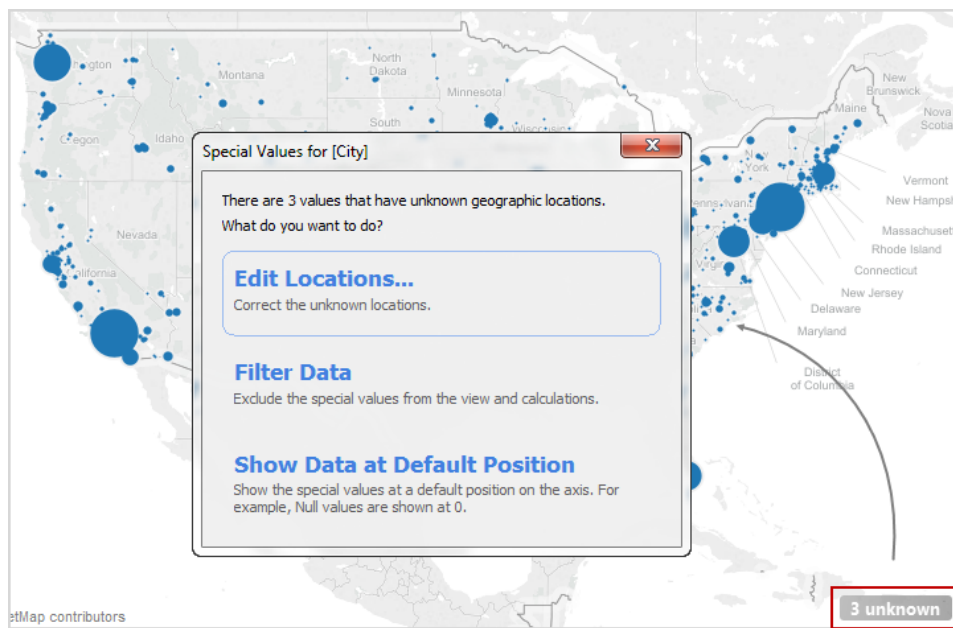 North
Dakota
Montana
Minnesota
New
Brunswick
Maine
Nova
Scotia
South
Idaho
Special Values for [City]
There are 3 values that have unknown geographic locations.
What do you want to do?
Edit Locations...
Correct the unknown locations.
Filter Data
Exclude the special values from the view and calculations.
Show Data at Default Position
Show the special values at a default position on the axis. For
example, Null values are shown at 0.
Nevada
York
Vermont
New Hampsh
Massachusett
Rhode Island
Connecticut
New Jersey
Delaware
Maryland
District
of Columbia
etMap contributors
3 unknown